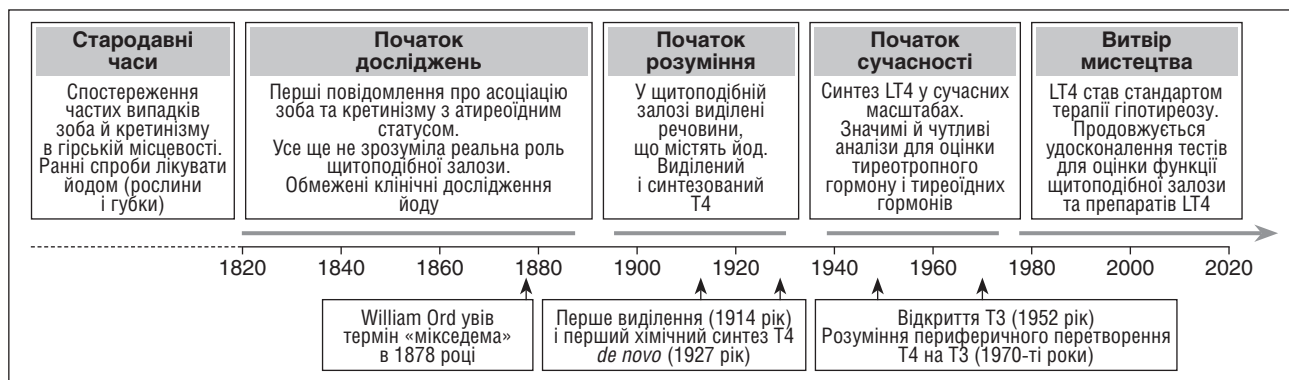 Стародавні
часи
Спостереження
частих випадків
зоба й кретинізму
в гірській місцевості.
Ранні спроби лікувати
йодом (рослини
і губки)
Початок
досліджень
Перші повідомлення про асоціацію
зоба та кретинізму з атиреоїдним
статусом.
Усе ще не зрозуміла реальна роль
щитоподібної залози.
Обмежені клінічні дослідження
йоду
Початок
розуміння
У щитоподібній
залозі виділені
речовини,
що містять йод.
Виділений
і синтезований
Т4
Початок
сучасності
Синтез LT4 у сучасних
масштабах.
Значимі й чутливі
аналізи для оцінки
тиреотропного
гормону і тиреоїдних
гормонів
Витвір
мистецтва
LT4 став стандартом
терапії гіпотиреозу.
Продовжується
удосконалення тестів
для оцінки функції
щитоподібної залози
та препаратів LT4
1820 1840 1860 1880 1900 1920 1940 1960 1980 2000 2020
William Ord увів
термін «мікседема»
в 1878 році
Перше виділення (1914 рік)
і перший хімічний синтез Т4
de novo (1927 рік)
Відкриття Т3 (1952 рік)
Розуміння периферичного перетворення
Т4 на Т3 (1970-ті роки)